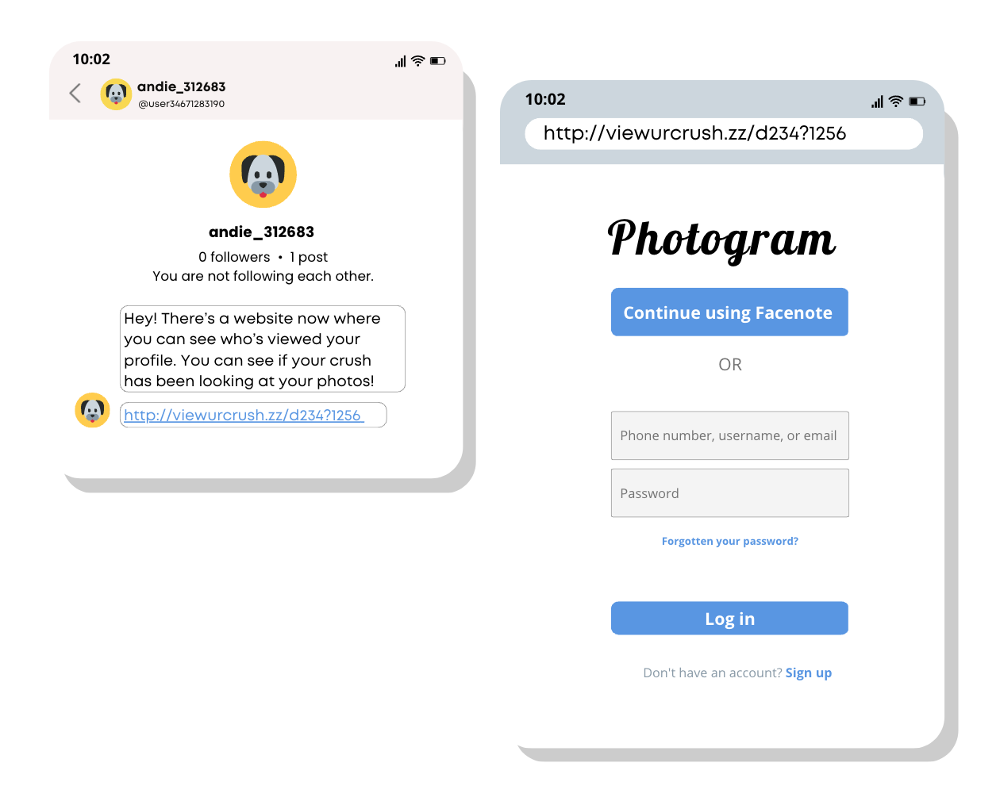 10:02
andie_312683
@user34671283190
andie_312683
0 followers • 1 post
You are not following each other.
Hey! There’s a website now where
you can see who’s viewed your
profile. You can see if your crush
has been looking at your photos!
http://viewurcrush.zz/d234?1256
10:02
http://viewurcrush.zz/d234?1256
Photogram
Continue using Facenote
OR
Phone number, username, or email
Password
Forgotten your password?
Log in
Don't have an account? Sign up